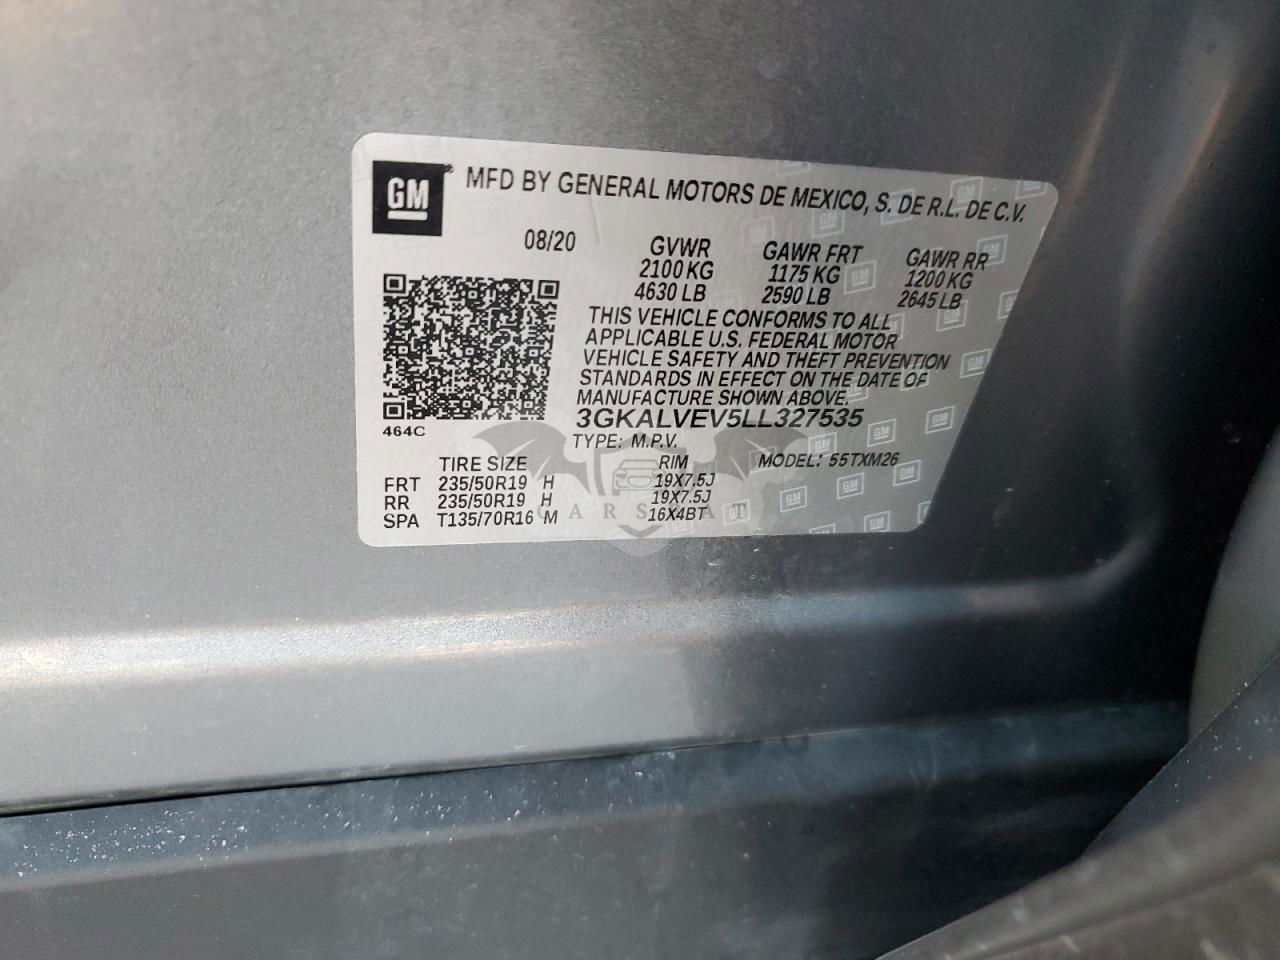 GM
MFD BY GENERAL MOTORS DE MEXICO, S. DE R.L. DE C.V.
08/20 GVWR GAWR FRT GAWR RR
2100 KG 1175 KG 1200 KG
4630 LB 2590 LB 2645 LB
THIS VEHICLE CONFORMS TO ALL
APPLICABLE U.S. FEDERAL MOTOR
VEHICLE SAFETY AND THEFT PREVENTION
STANDARDS IN EFFECT ON THE DATE OF
MANUFACTURE SHOWN ABOVE.
3GKALVEV5LL327535
464C
TYPE: M.P.V. MODEL: 55TXM26
TIRE SIZE RIM
FRT 235/50R19 H 19X7.5J
RR 235/50R19 H 19X7.5J
SPA T135/70R16 M 16X4BT